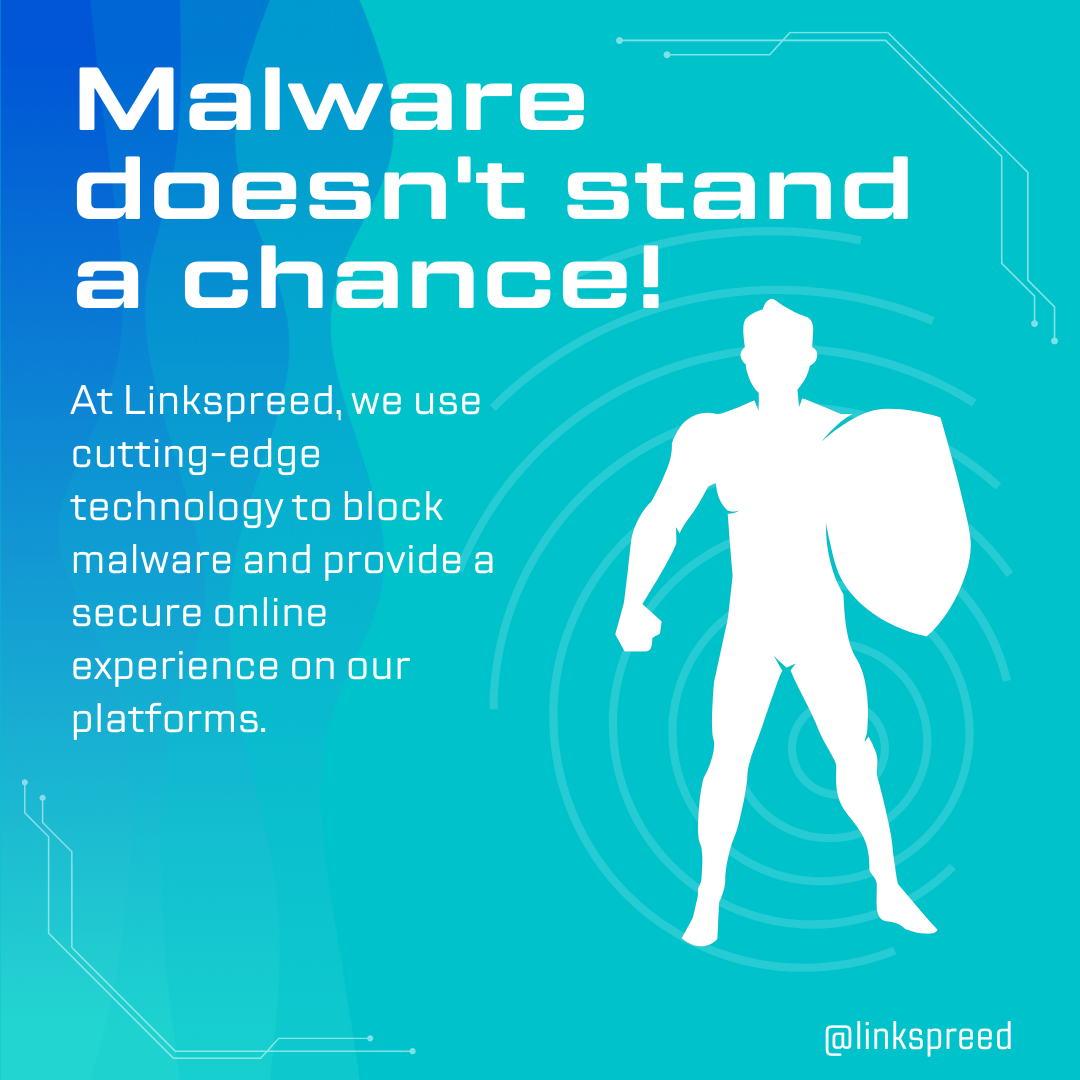 Malware
doesn't stand
a chance!
At Linkspreed, we use
cutting-edge
technology to block
malware and provide a
secure online
experience on our
platforms.
@linkspreed